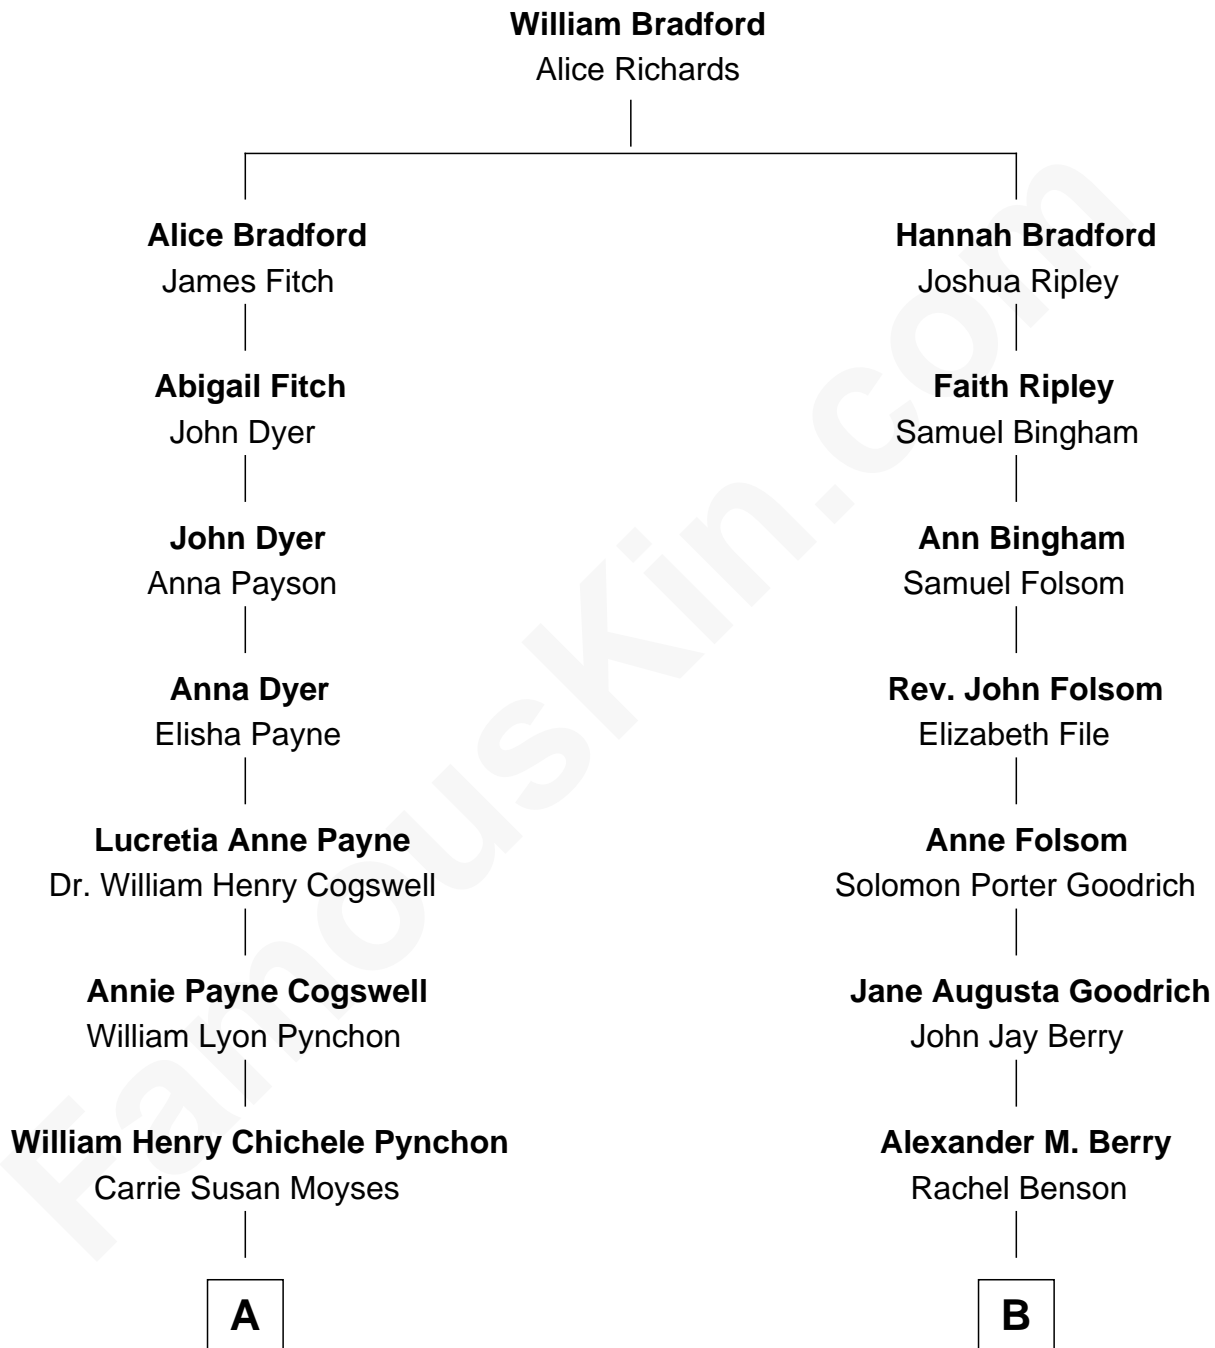 William Bradford
Alice Richards
Alice Bradford
James Fitch
Hannah Bradford
Joshua Ripley
Abigail Fitch
John Dyer
Faith Ripley
Samuel Bingham
John Dyer
Anna Payson
Ann Bingham
Samuel Folsom
Anna Dyer
Elisha Payne
Rev. John Folsom
Elizabeth File
Lucretia Anne Payne
Dr. William Henry Cogswell
Anne Folsom
Solomon Porter Goodrich
Annie Payne Cogswell
William Lyon Pynchon
Jane Augusta Goodrich
John Jay Berry
William Henry Chichele Pynchon
Carrie Susan Moyses
Alexander M. Berry
Rachel Benson
A
B
FamousKin.com